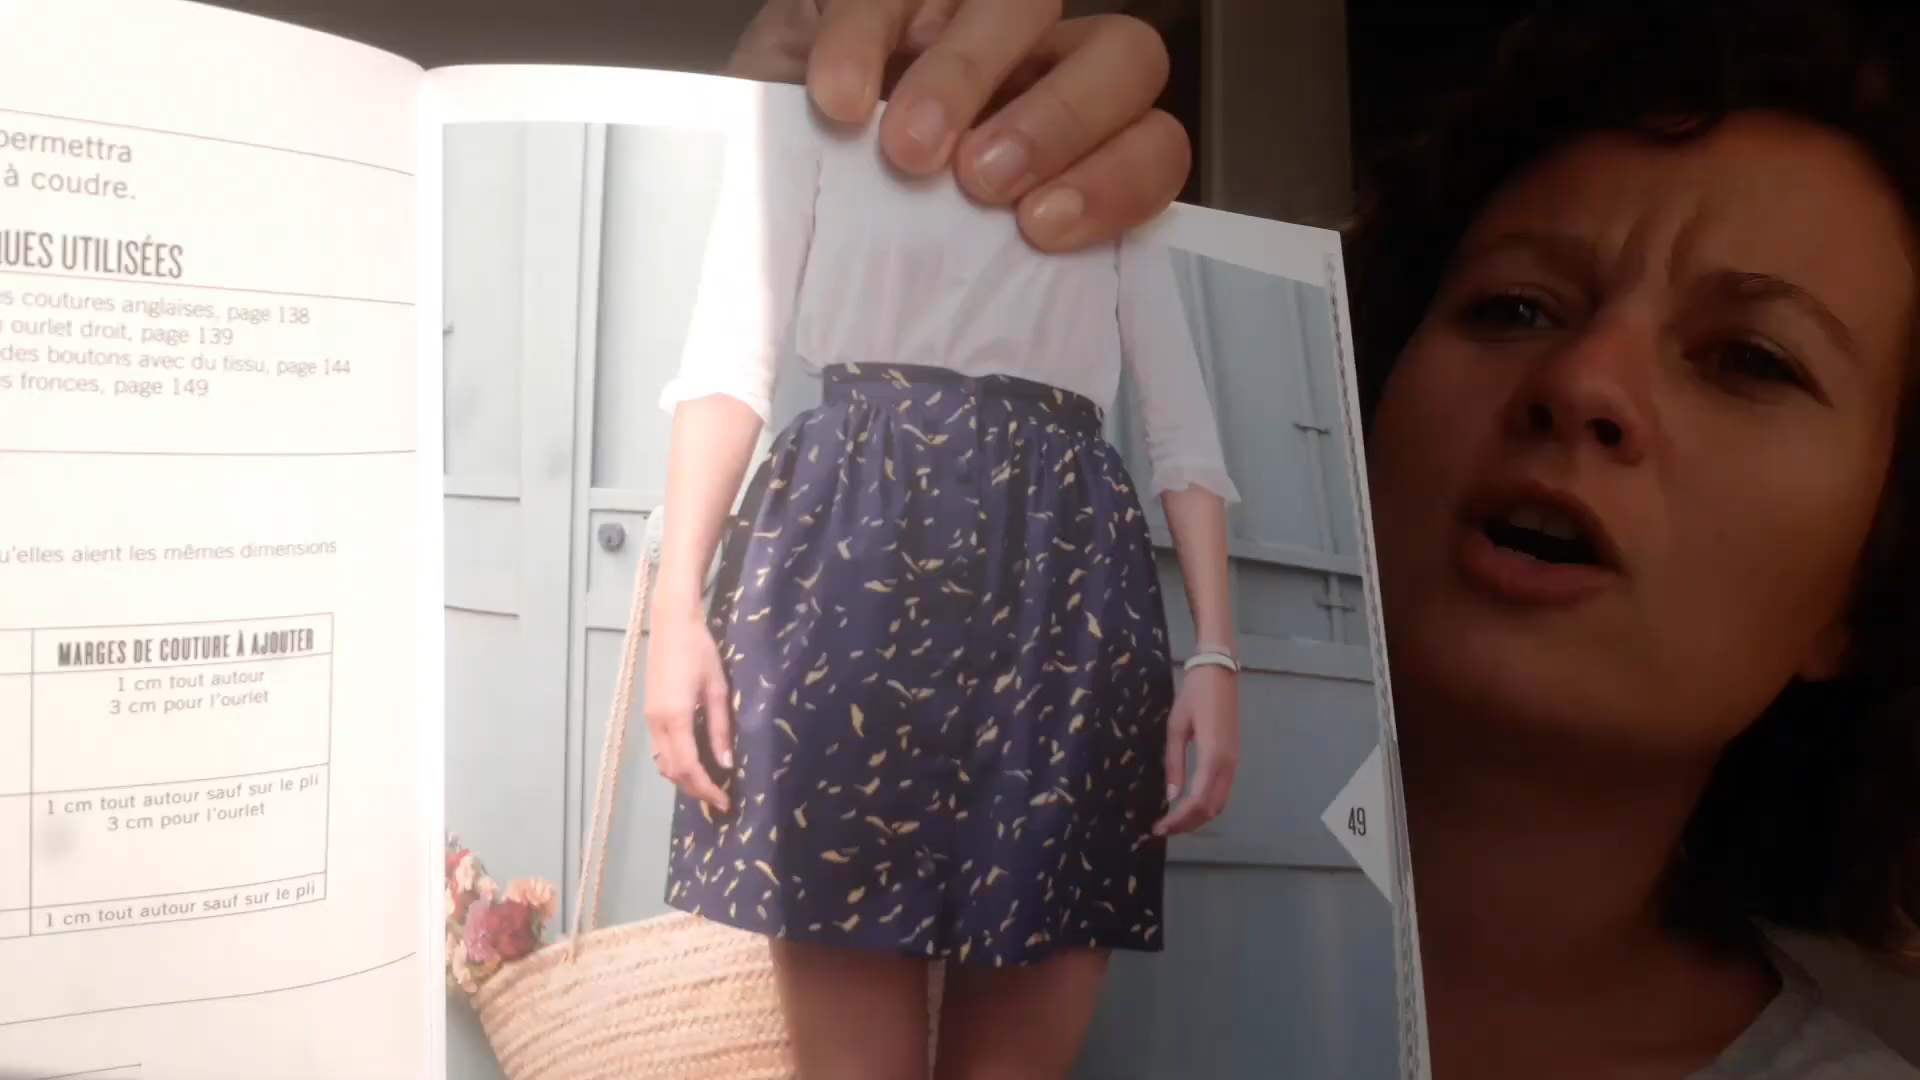 permettra
à coudre.
UES UTILISÉES
s coutures anglaises, page 138
ourlet droit, page 139
des boutons avec du tissu, page 144
s fronces, page 149
u'elles aient les mêmes dimensions
MARGES DE COUTURE À AJOUTER
1 cm tout autour
3 cm pour l'ourlet
1 cm tout autour sauf sur le pli
3 cm pour l'ourlet
1 cm tout autour sauf sur le pli
49